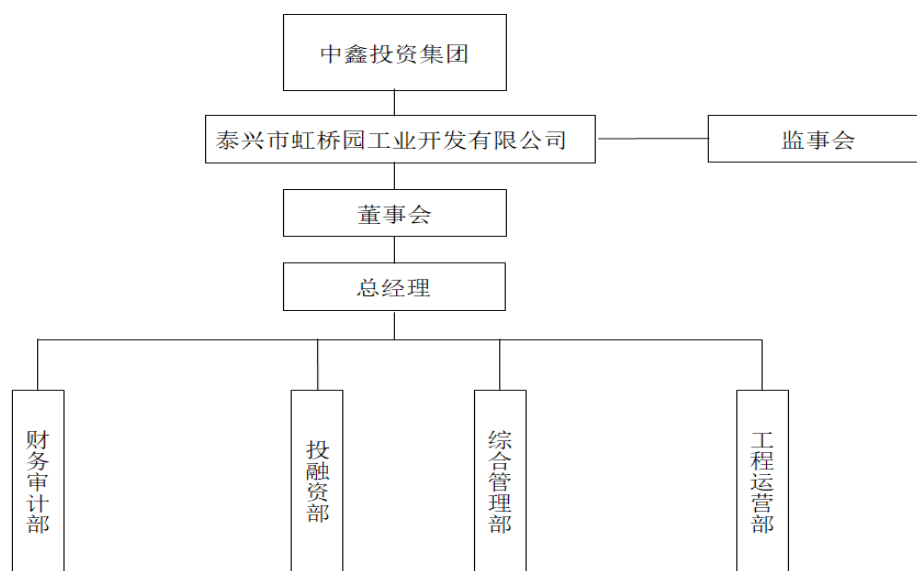 中鑫投资集团
泰兴市虹桥园工业开发有限公司
监事会
董事会
总经理
财务审计部
投融资部
综合管理部
工程运营部